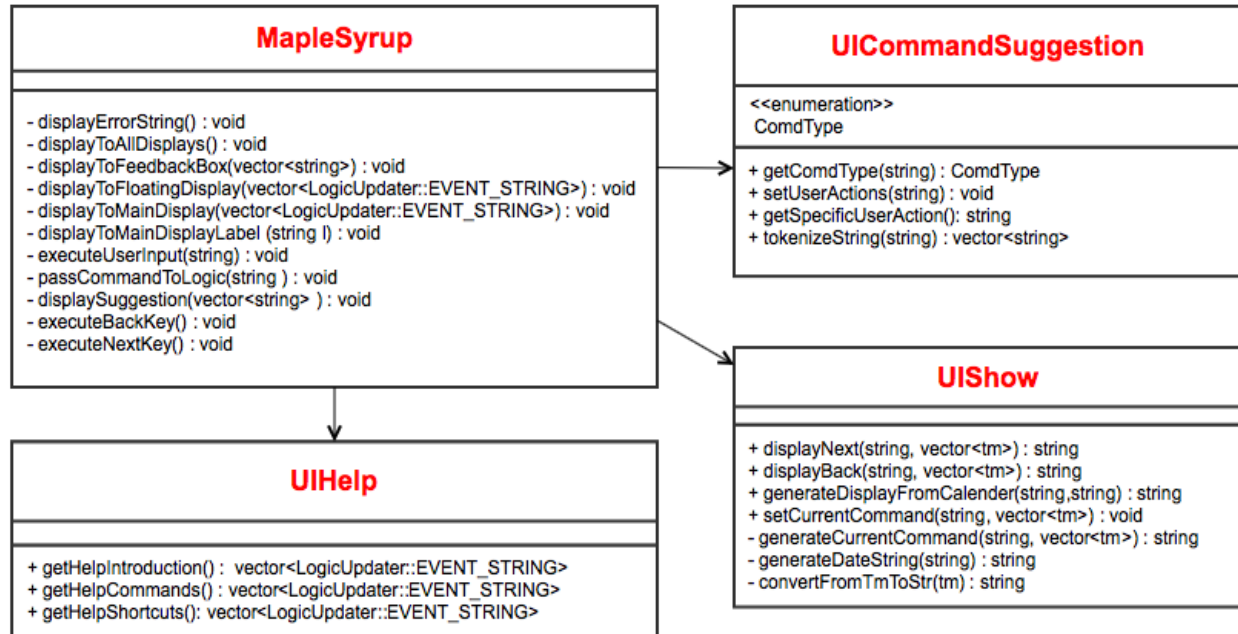 MapleSyrup
- displayErrorString() : void
- displayToAllDisplays() : void
- displayToFeedbackBox(vector<string>) : void
- displayToFloatingDisplay(vector<LogicUpdater::EVENT_STRING>) : void
- displayToMainDisplay(vector<LogicUpdater::EVENT_STRING>) : void
- displayToMainDisplayLabel (string l) : void
- executeUserInput(string) : void
- passCommandToLogic(string ) : void
- displaySuggestion(vector<string> ) : void
- executeBackKey() : void
- executeNextKey() : void
UICommandSuggestion
<<enumeration>>
ComdType
+ getComdType(string) : ComdType
+ setUserActions(string) : void
+ getSpecificUserAction(): string
+ tokenizeString(string) : vector<string>
UIShow
+ displayNext(string, vector<tm>) : string
+ displayBack(string, vector<tm>) : string
+ generateDisplayFromCalender(string,string) : string
+ setCurrentCommand(string, vector<tm>) : void
- generateCurrentCommand(string, vector<tm>) : string
- generateDateString(string) : string
- convertFromTmToStr(tm) : string
UIHelp
+ getHelpIntroduction() : vector<LogicUpdater::EVENT_STRING>
+ getHelpCommands() : vector<LogicUpdater::EVENT_STRING>
+ getHelpShortcuts(): vector<LogicUpdater::EVENT_STRING>